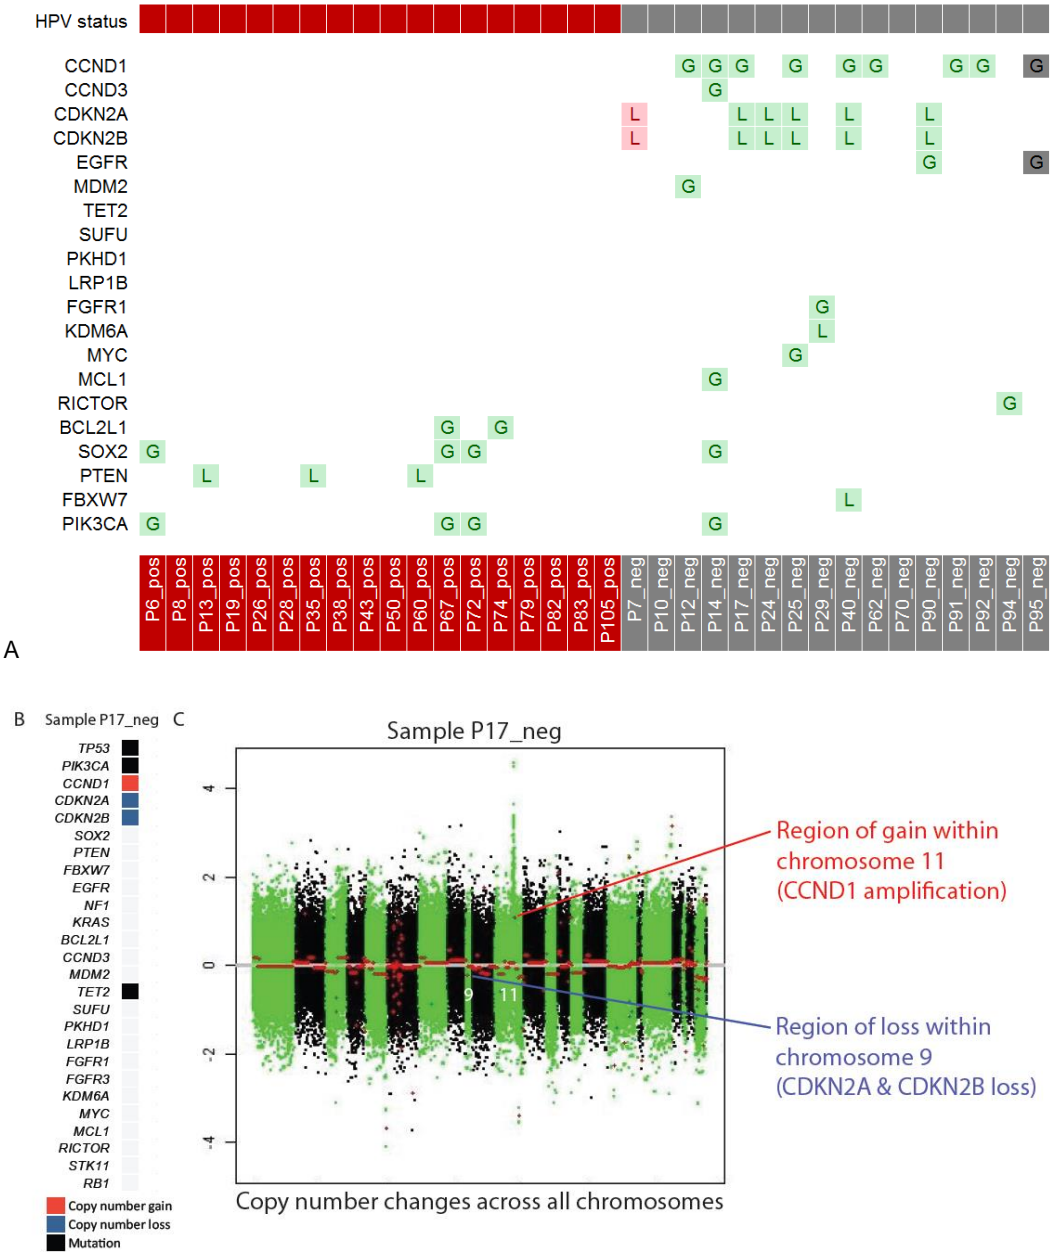 HPV status
CCND1 G G G G G G G G G
CCND3 G
CDKN2A L L L L L L
CDKN2B L L L L L L
EGFR G G
MDM2 G
TET2
SUFU
PKHD1
LRP1B
FGFR1 G
KDM6A L
MYC G
MCL1 G
RICTOR G
BCL2L1 G G
SOX2 G G G G
PTEN L L L
FBXW7 L
PIK3CA G G G G
P6_pos P8_pos P13_pos P19_pos P26_pos P28_pos P35_pos P38_pos P43_pos P50_pos P60_pos P67_pos P72_pos P74_pos P79_pos P82_pos P83_pos P105_pos P7_neg P10_neg P12_neg P14_neg P17_neg P24_neg P25_neg P29_neg P40_neg P62_neg P70_neg P90_neg P91_neg P92_neg P94_neg P95_neg
A
B Sample P17_neg
TP53
PIK3CA
CCND1
CDKN2A
CDKN2B
SOX2
PTEN
FBXW7
EGFR
NF1
KRAS
BCL2L1
CCND3
MDM2
TET2
SUFU
PKHD1
LRP1B
FGFR1
FGFR3
KDM6A
MYC
MCL1
RICTOR
STK11
RB1
Copy number gain
Copy number loss
Mutation
C
Sample P17_neg
4
2
0
-2
-4
9 11
Region of gain within
chromosome 11
(CCND1 amplification)
Region of loss within
chromosome 9
(CDKN2A & CDKN2B loss)
Copy number changes across all chromosomes